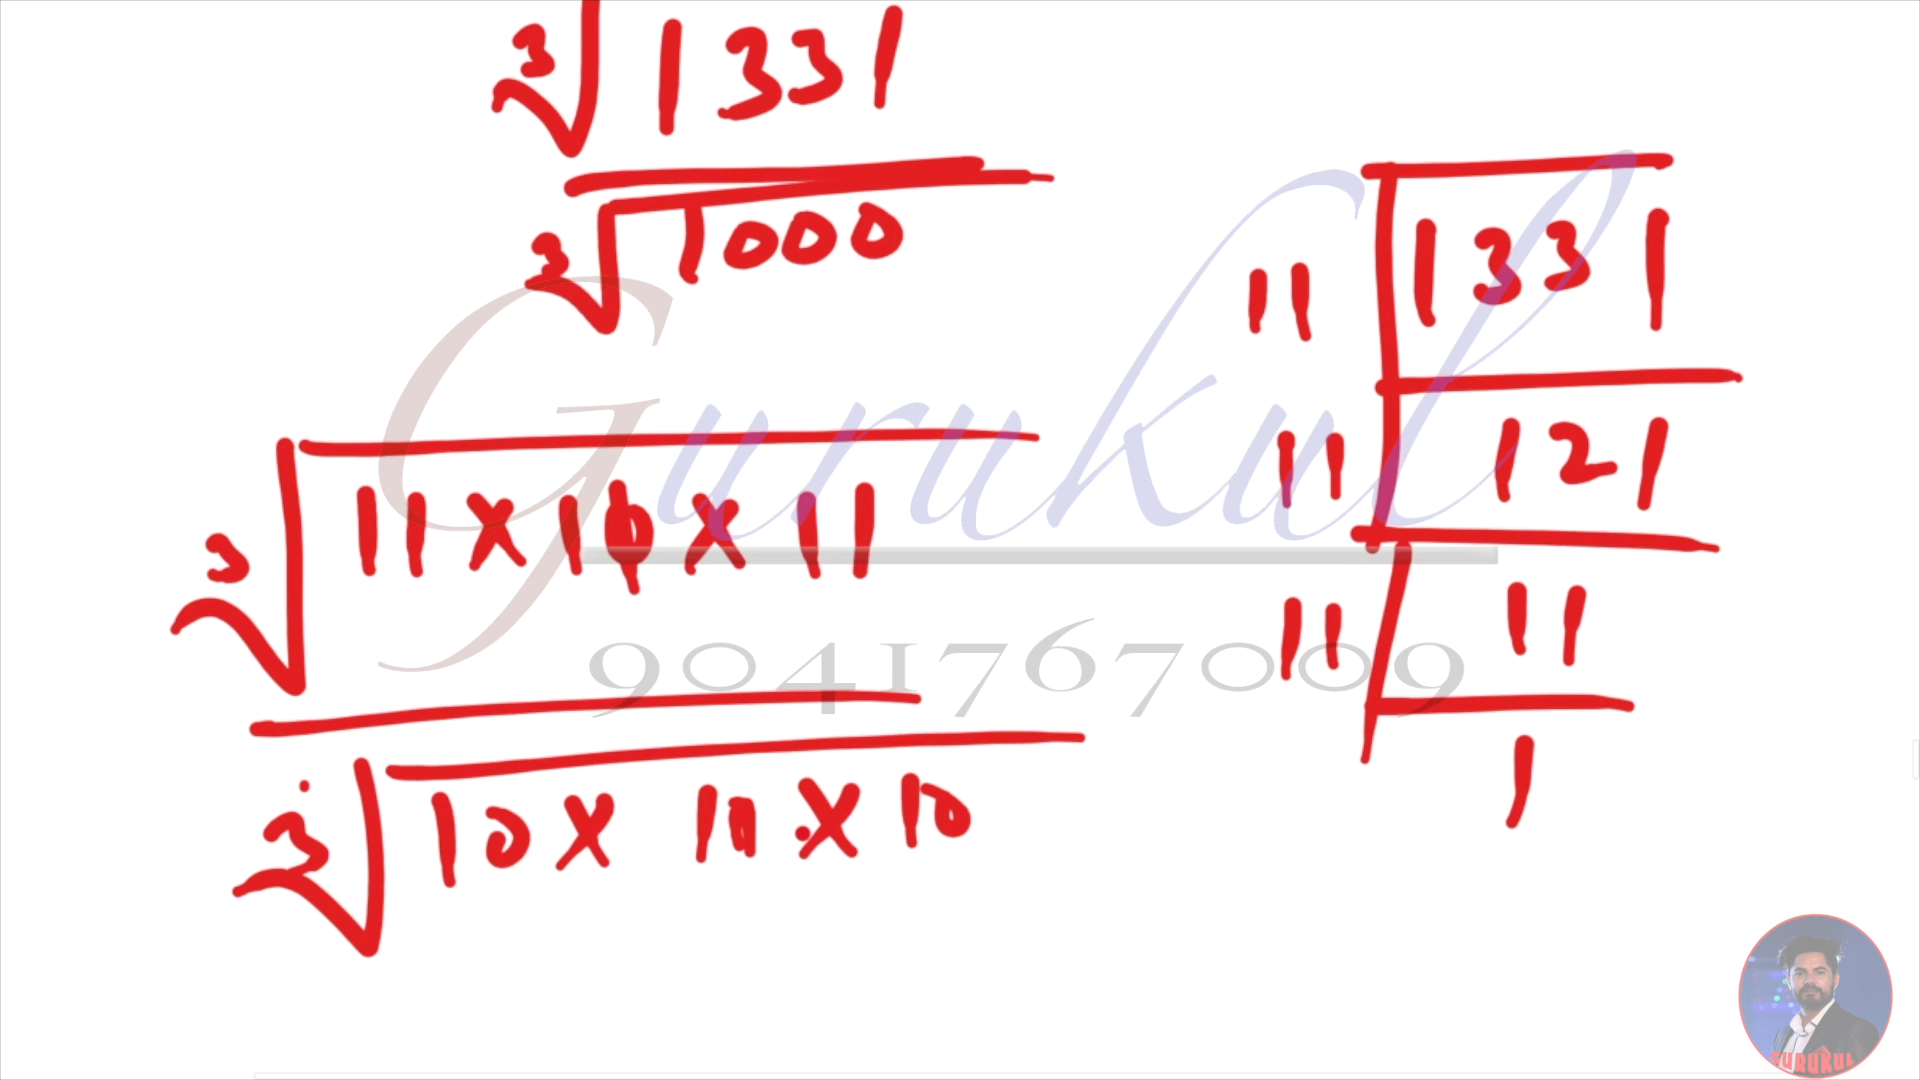 ∛1331
∛1000
11 | 1331
11 | 121
11 | 11
1
∛11 × 11 × 11
∛10 × 10 × 10
Gurukul
9041767009
GURUKUL